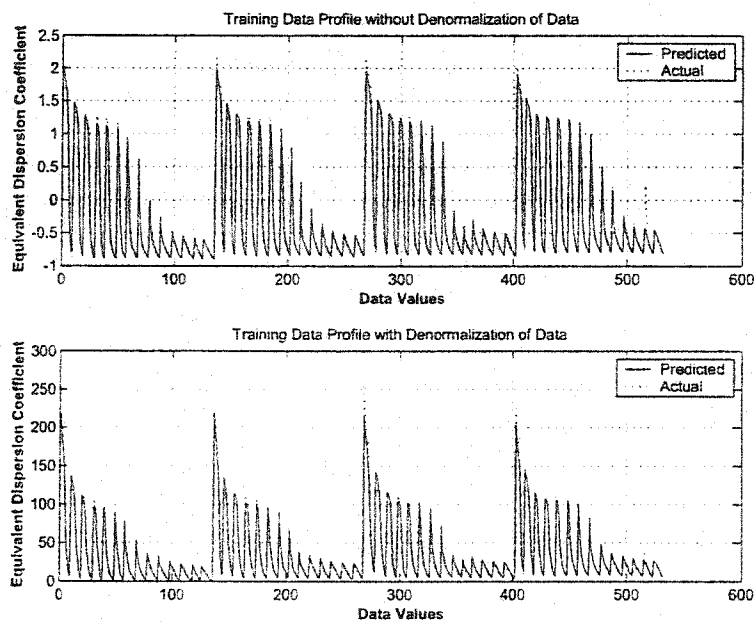 Training Data Profile without Denormalization of Data
Equivalent Dispersion Coefficient
2.5
2
1.5
1
0.5
0
-0.5
-1
Predicted
Actual
0 100 200 300 400 500 600
Data Values
Training Data Profile with Denormalization of Data
Equivalent Dispersion Coefficient
300
250
200
150
100
50
0
Predicted
Actual
0 100 200 300 400 500 600
Data Values